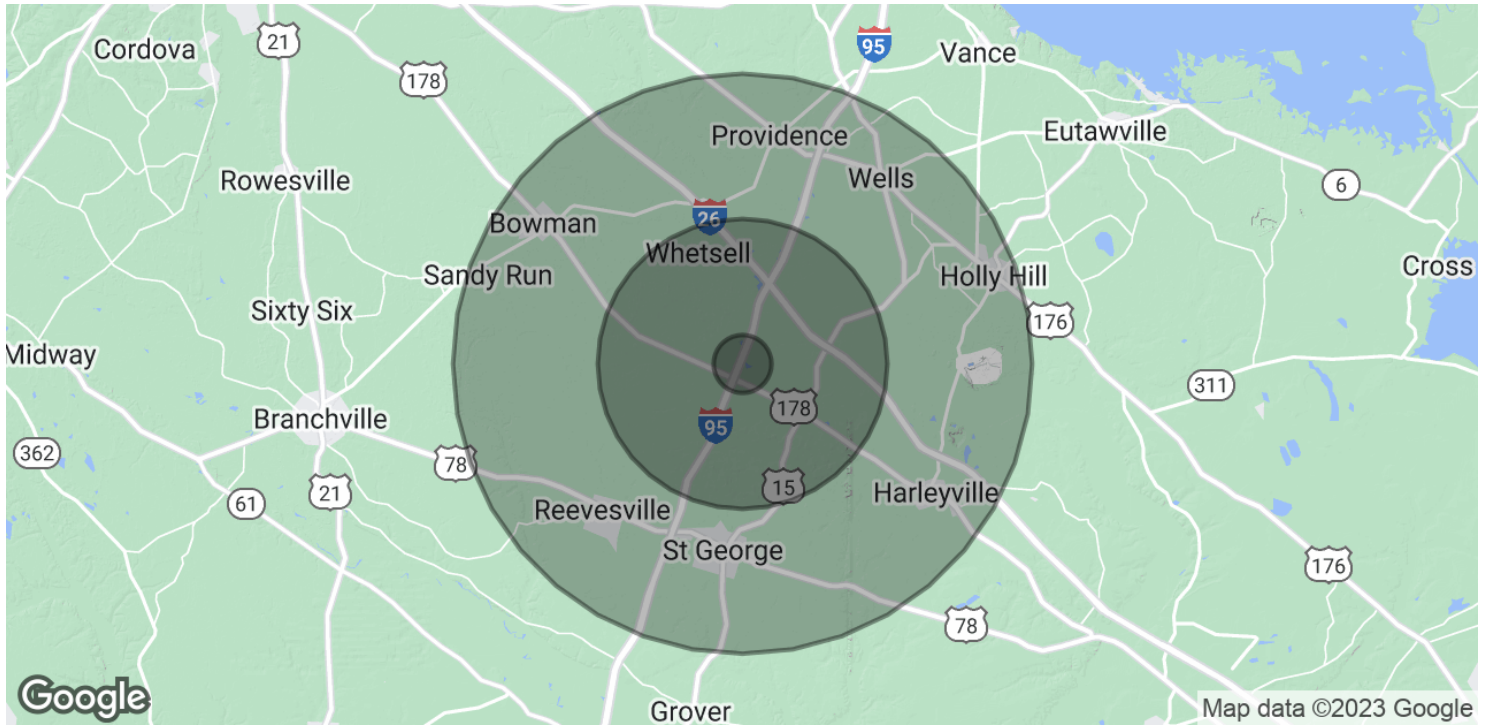 95
Cordova
21
Vance
178
Providence
Eutawville
Wells
Rowesville
6
Bowman
26
Whetsell
Sandy Run
Holly Hill
Cross
Sixty Six
176
Midway
311
178
Branchville
95
362
78
15
21
Harleyville
61
Reevesville
St George
176
78
Google
Grover
Map data ©2023 Google